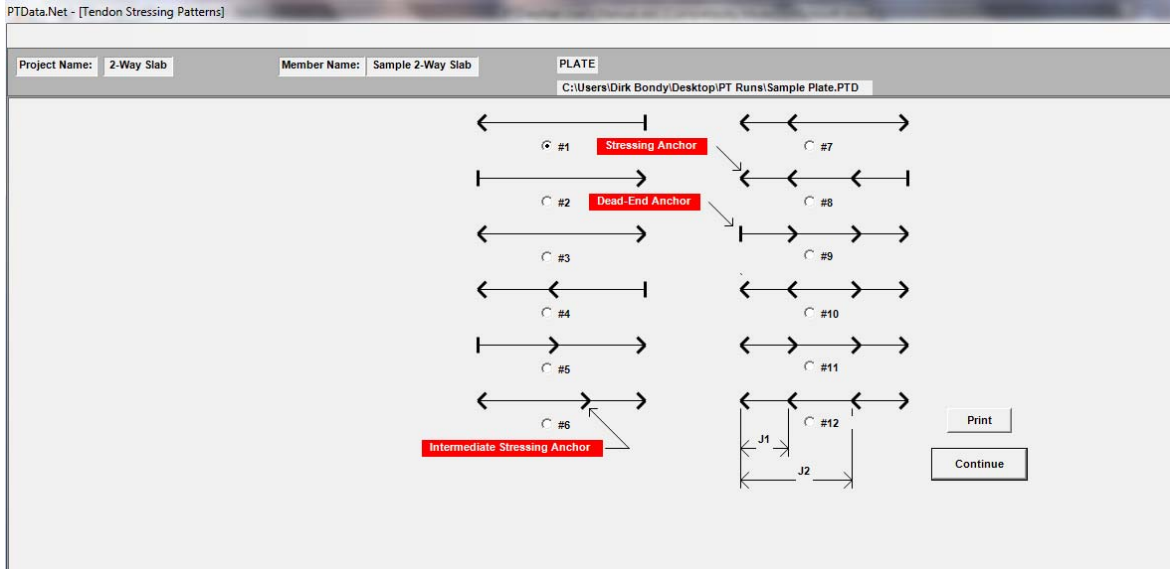 PTData.Net - [Tendon Stressing Patterns]
Project Name: 2-Way Slab Member Name: Sample 2-Way Slab PLATE
C:\Users\Dirk Bondy\Desktop\PT Runs\Sample Plate.PTD
#1 Stressing Anchor #7
#2 Dead-End Anchor #8
#3 #9
#4 #10
#5 #11
#6 #12 Print
Intermediate Stressing Anchor J1
J2 Continue